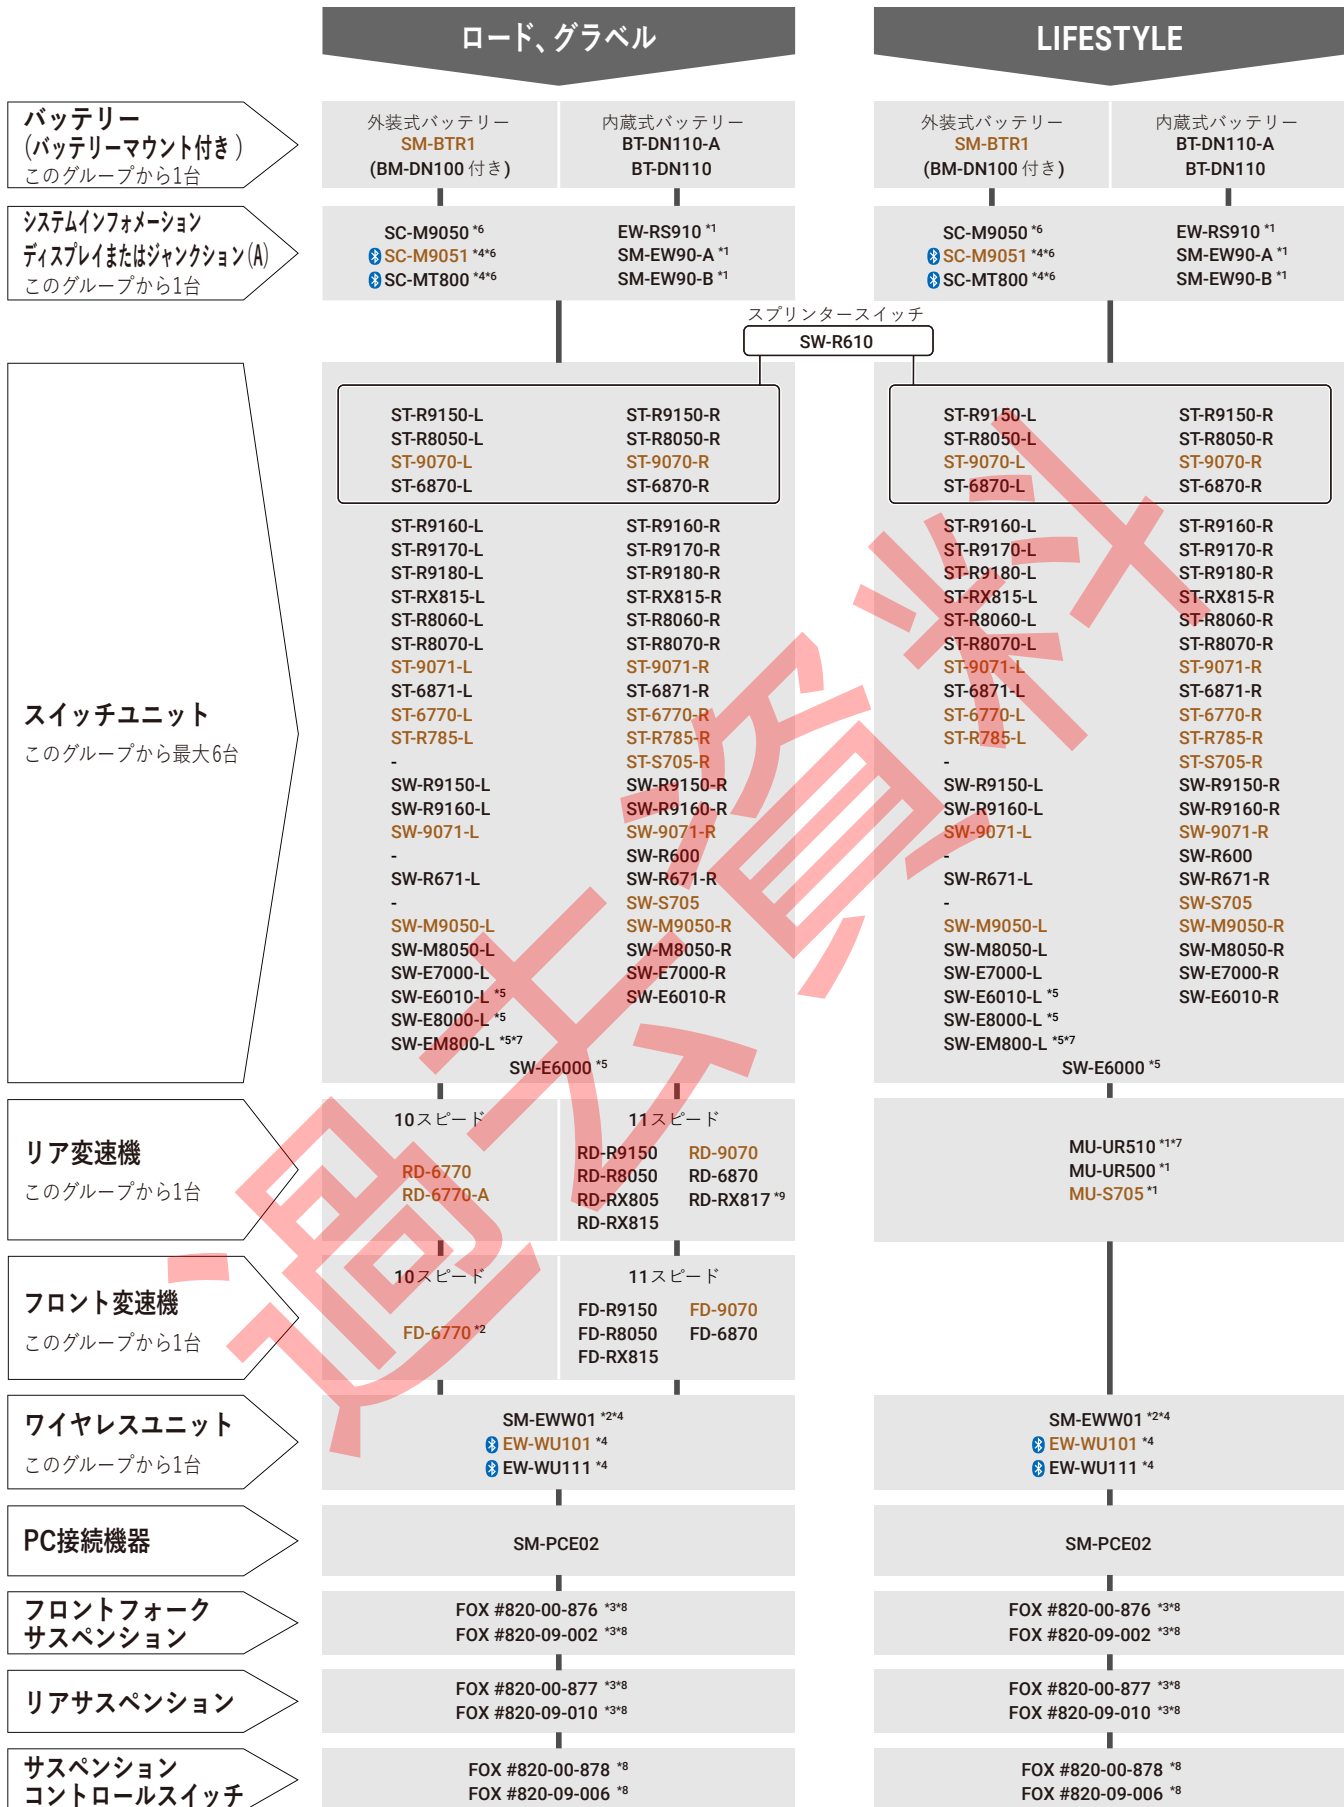 ロード、グラベル
LIFESTYLE
バッテリー
(バッテリーマウント付き)
このグループから1台
外装式バッテリー
SM-BTR1
(BM-DN100 付き)
内蔵式バッテリー
BT-DN110-A
BT-DN110
外装式バッテリー
SM-BTR1
(BM-DN100 付き)
内蔵式バッテリー
BT-DN110-A
BT-DN110
システムインフォメーション
ディスプレイまたはジャンクション(A)
このグループから1台
SC-M9050 *6
SC-M9051 *4*6
SC-MT800 *4*6
EW-RS910 *1
SM-EW90-A *1
SM-EW90-B *1
SC-M9050 *6
SC-M9051 *4*6
SC-MT800 *4*6
EW-RS910 *1
SM-EW90-A *1
SM-EW90-B *1
スプリンタースイッチ
SW-R610
スイッチユニット
このグループから最大6台
ST-R9150-L ST-R9150-R
ST-R8050-L ST-R8050-R
ST-9070-L ST-9070-R
ST-6870-L ST-6870-R
ST-R9160-L ST-R9160-R
ST-R9170-L ST-R9170-R
ST-R9180-L ST-R9180-R
ST-RX815-L ST-RX815-R
ST-R8060-L ST-R8060-R
ST-R8070-L ST-R8070-R
ST-9071-L ST-9071-R
ST-6871-L ST-6871-R
ST-6770-L ST-6770-R
ST-R785-L ST-R785-R
- ST-S705-R
SW-R9150-L SW-R9150-R
SW-R9160-L SW-R9160-R
SW-9071-L SW-9071-R
- SW-R600
SW-R671-L SW-R671-R
- SW-S705
SW-M9050-L SW-M9050-R
SW-M8050-L SW-M8050-R
SW-E7000-L SW-E7000-R
SW-E6010-L *5 SW-E6010-R
SW-E8000-L *5
SW-EM800-L *5*7
SW-E6000 *5
ST-R9150-L ST-R9150-R
ST-R8050-L ST-R8050-R
ST-9070-L ST-9070-R
ST-6870-L ST-6870-R
ST-R9160-L ST-R9160-R
ST-R9170-L ST-R9170-R
ST-R9180-L ST-R9180-R
ST-RX815-L ST-RX815-R
ST-R8060-L ST-R8060-R
ST-R8070-L ST-R8070-R
ST-9071-L ST-9071-R
ST-6871-L ST-6871-R
ST-6770-L ST-6770-R
ST-R785-L ST-R785-R
- ST-S705-R
SW-R9150-L SW-R9150-R
SW-R9160-L SW-R9160-R
SW-9071-L SW-9071-R
- SW-R600
SW-R671-L SW-R671-R
- SW-S705
SW-M9050-L SW-M9050-R
SW-M8050-L SW-M8050-R
SW-E7000-L SW-E7000-R
SW-E6010-L *5 SW-E6010-R
SW-E8000-L *5
SW-EM800-L *5*7
SW-E6000 *5
リア変速機
このグループから1台
10スピード
RD-6770
RD-6770-A
11スピード
RD-R9150 RD-9070
RD-R8050 RD-6870
RD-RX805 RD-RX817 *9
RD-RX815
MU-UR510 *1*7
MU-UR500 *1
MU-S705 *1
フロント変速機
このグループから1台
10スピード
FD-6770 *2
11スピード
FD-R9150 FD-9070
FD-R8050 FD-6870
FD-RX815
ワイヤレスユニット
このグループから1台
SM-EWW01 *2*4
EW-WU101 *4
EW-WU111 *4
SM-EWW01 *2*4
EW-WU101 *4
EW-WU111 *4
PC接続機器
SM-PCE02
SM-PCE02
フロントフォーク
サスペンション
FOX #820-00-876 *3*8
FOX #820-09-002 *3*8
FOX #820-00-876 *3*8
FOX #820-09-002 *3*8
リアサスペンション
FOX #820-00-877 *3*8
FOX #820-09-010 *3*8
FOX #820-00-877 *3*8
FOX #820-09-010 *3*8
サスペンション
コントロールスイッチ
FOX #820-00-878 *8
FOX #820-09-006 *8
FOX #820-00-878 *8
FOX #820-09-006 *8
過去資料